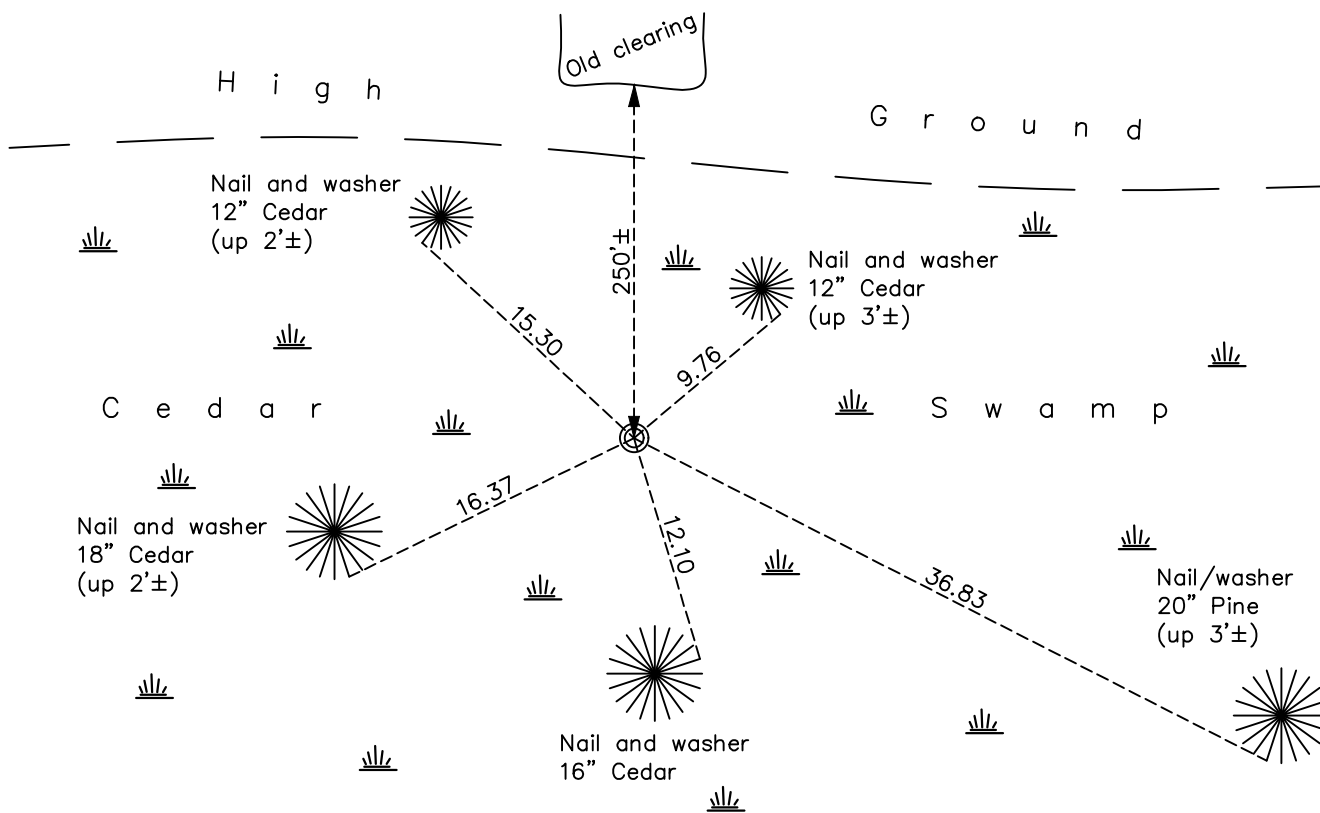 Old clearing
High
Ground
Nail and washer
12" Cedar
(up 2'±)
250'±
Nail and washer
12" Cedar
(up 3'±)
15.30
9.76
Cedar
Swamp
16.37
12.10
36.83
Nail and washer
18" Cedar
(up 2'±)
Nail/washer
20" Pine
(up 3'±)
Nail and washer
16" Cedar